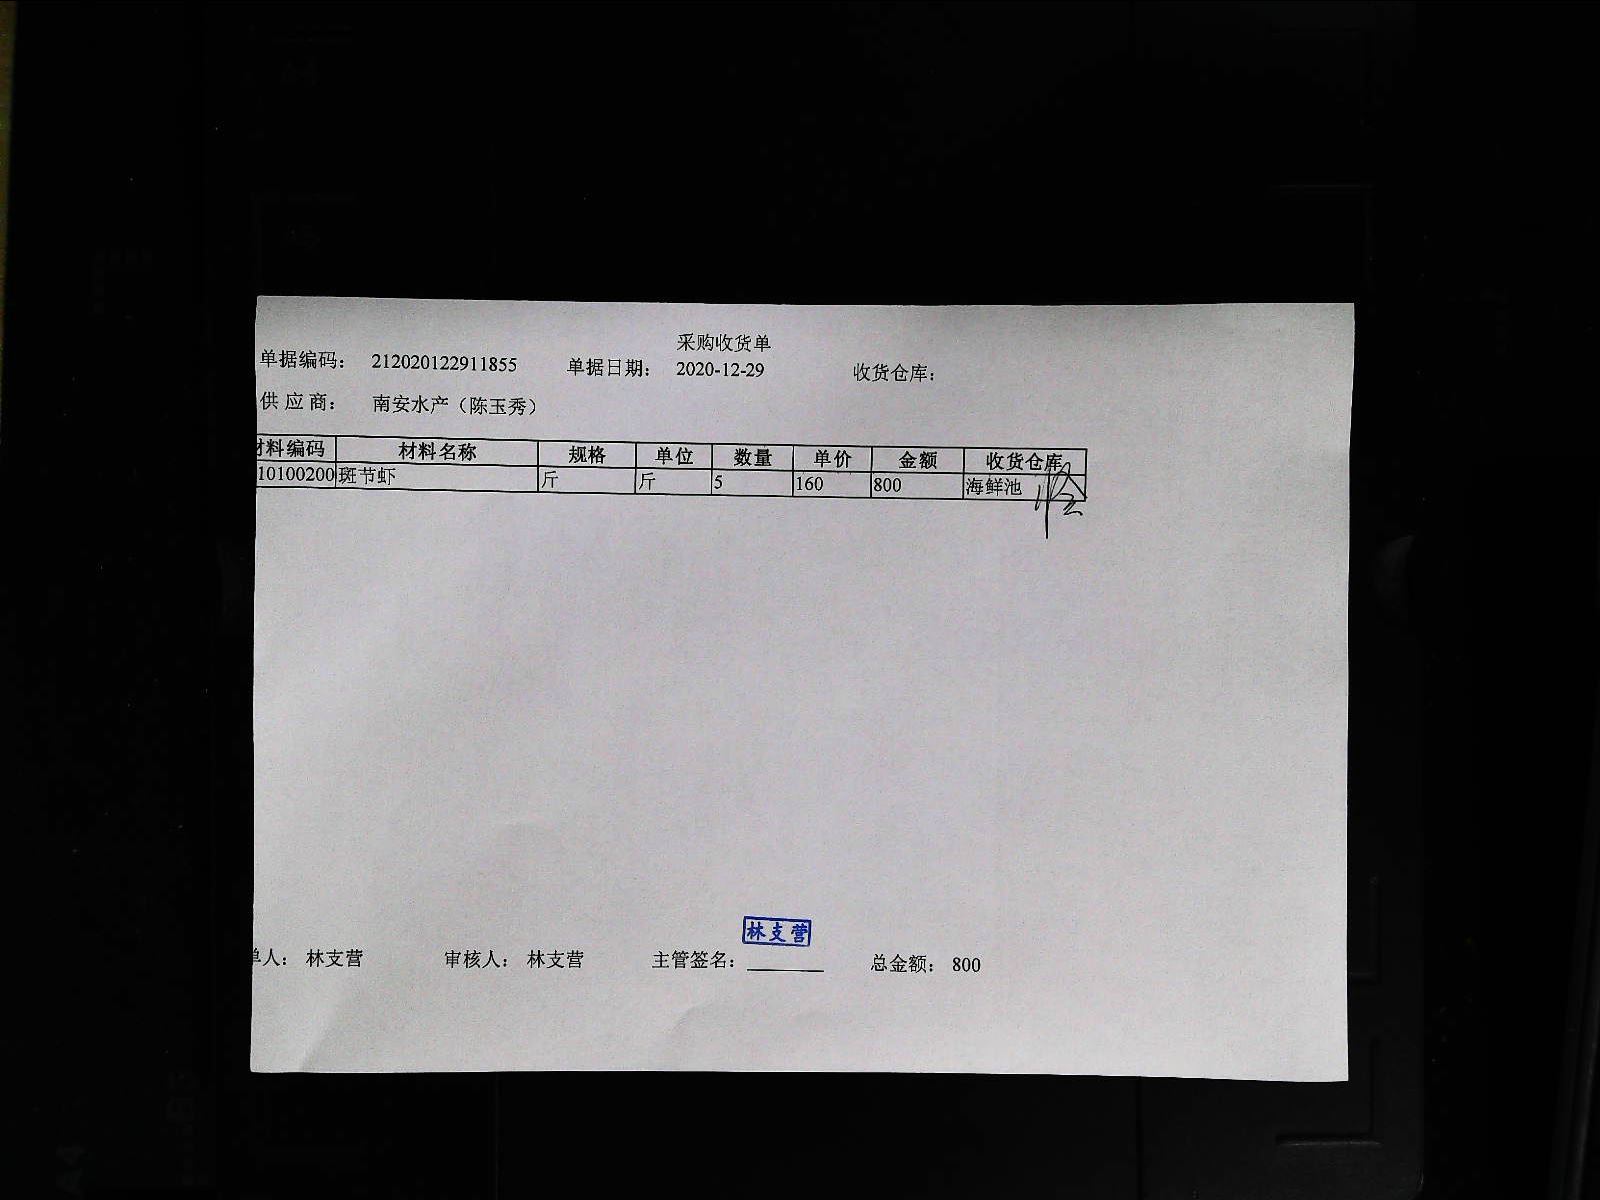 采购收货单
单据编码： 212020122911855 单据日期： 2020-12-29 收货仓库：
供应商： 南安水产（陈玉秀）
材料编码 材料名称 规格 单位 数量 单价 金额 收货仓库
10100200 斑节虾 斤 斤 5 160 800 海鲜池
林支营
单人： 林支营 审核人： 林支营 主管签名： 总金额： 800